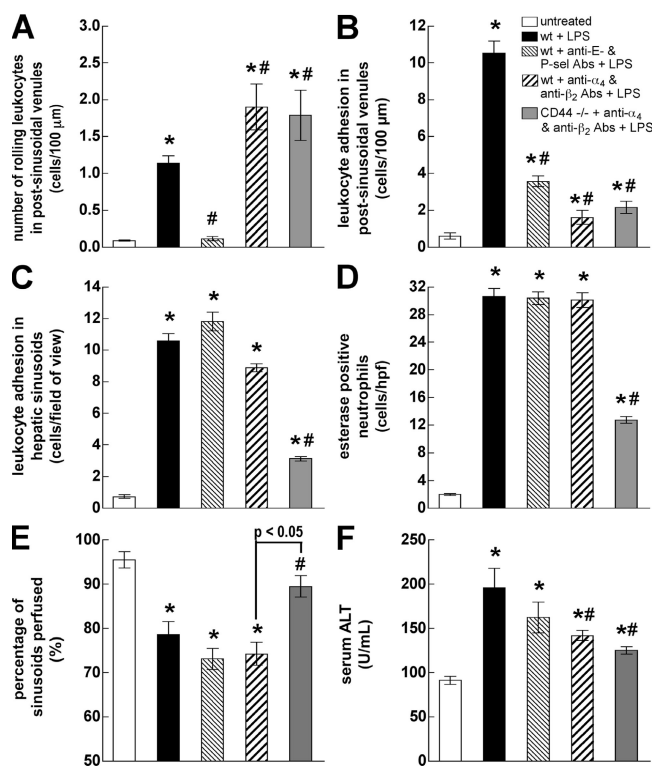 A
number of rolling leukocytes
in post-sinusoidal venules
(cells/100 µm)
3.0
2.5
2.0
1.5
1.0
0.5
0.0
*
#
*#
*#
B
leukocyte adhesion in
post-sinusoidal venules
(cells/100 µm)
12
10
8
6
4
2
0
*
*#
*#
*#
untreated
wt + LPS
wt + anti-E- &
P-sel Abs + LPS
wt + anti-α4 &
anti-β2 Abs + LPS
CD44 -/- + anti-α4
& anti-β2 Abs + LPS
C
leukocyte adhesion in
hepatic sinusoids
(cells/field of view)
14
12
10
8
6
4
2
0
*
*
*
*#
D
esterase positive
neutrophils
(cells/hpf)
32
28
24
20
16
12
8
4
0
*
*
*
*#
E
percentage of
sinusoids perfused
(%)
100
90
80
70
60
50
*
*
*
#
p < 0.05
F
serum ALT
(U/mL)
250
200
150
100
50
0
*
*
*#
*#